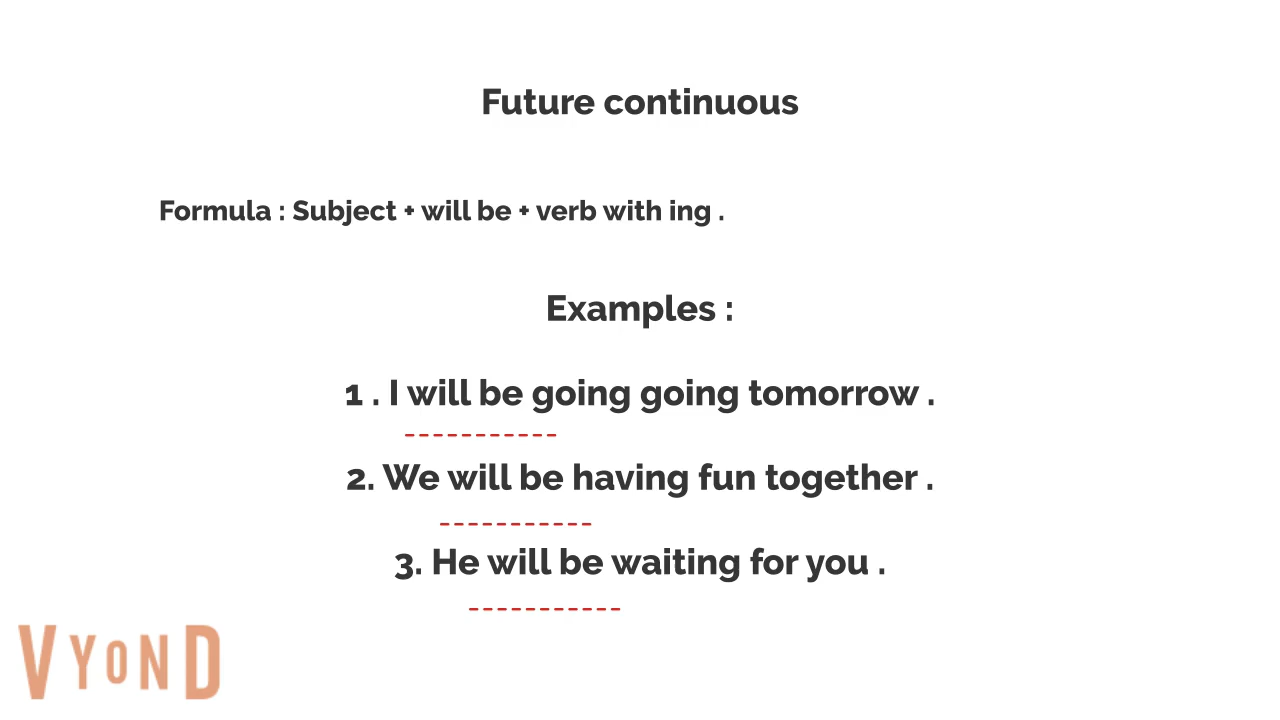 Future continuous
Formula : Subject + will be + verb with ing .
Examples :
1 . I will be going going tomorrow .
-----------
2. We will be having fun together .
-----------
3. He will be waiting for you .
-----------
VYOND